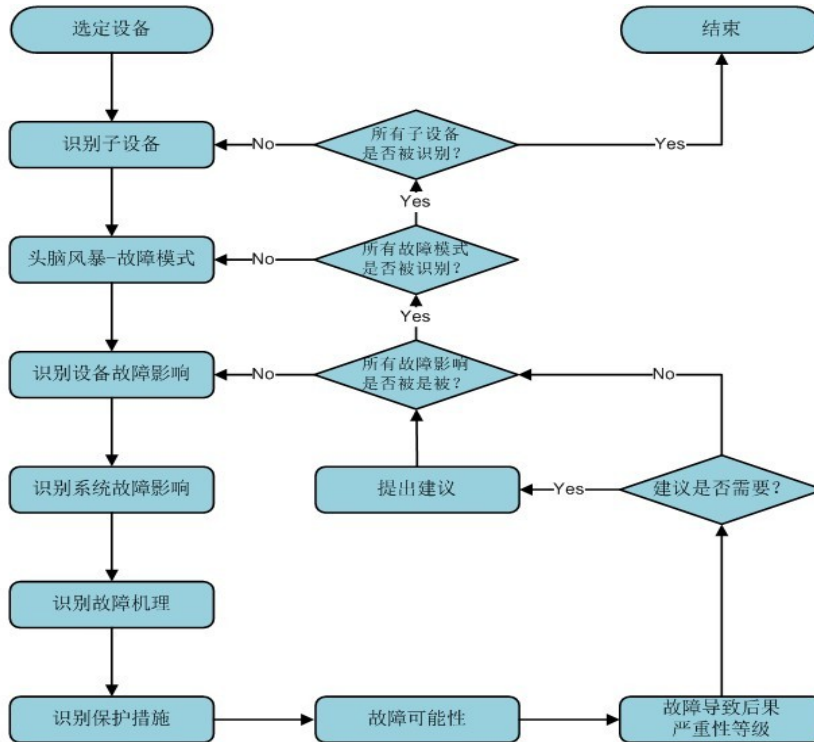 选定设备
结束
识别子设备
No
所有子设备
是否被识别?
Yes
Yes
头脑风暴-故障模式
No
所有故障模式
是否被识别?
Yes
识别设备故障影响
No
所有故障影响
是否被是被?
No
识别系统故障影响
提出建议
Yes
建议是否需要?
识别故障机理
识别保护措施
故障可能性
故障导致后果
严重性等级